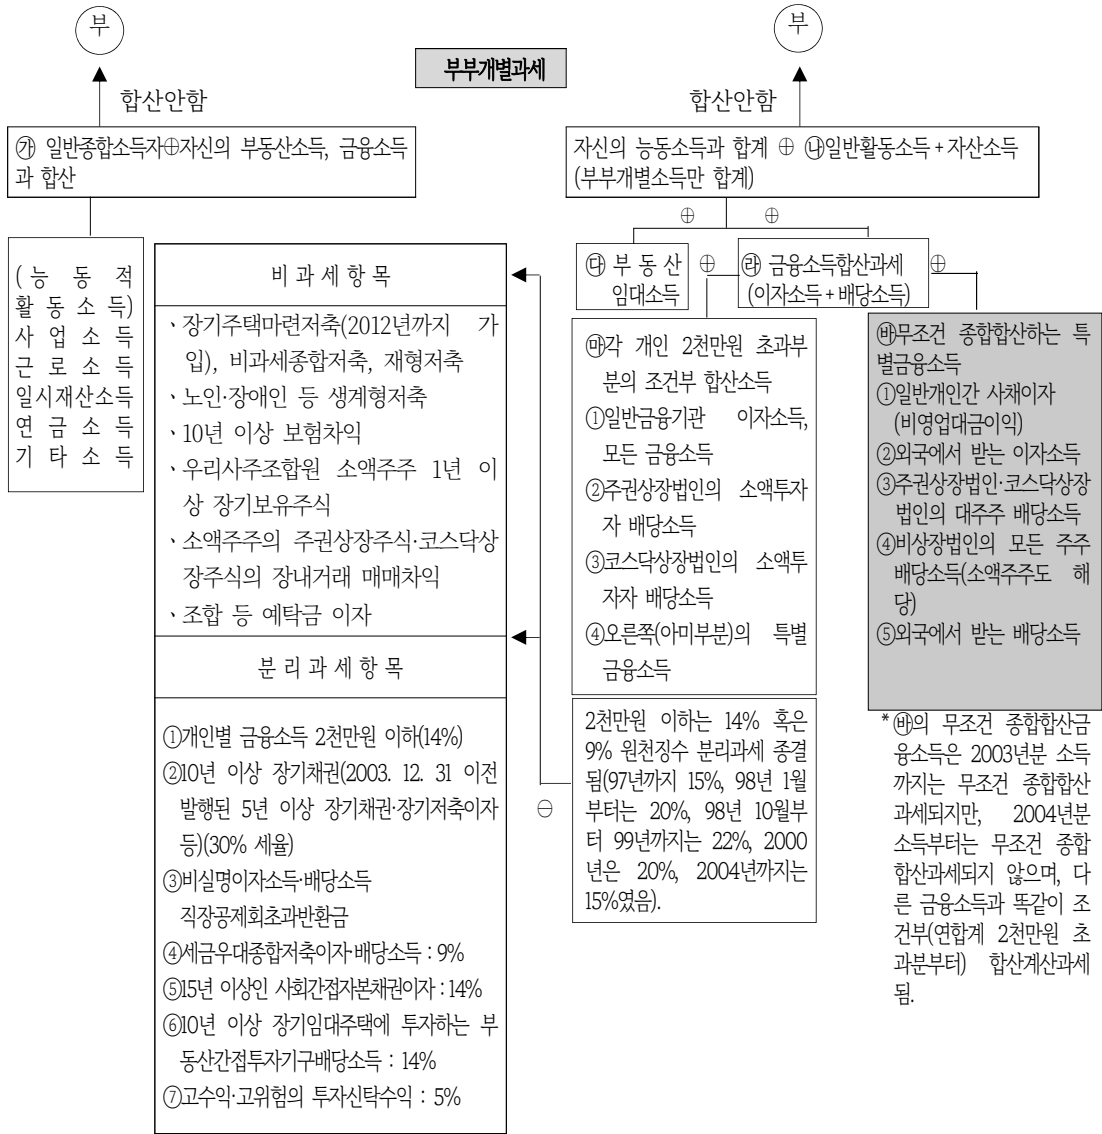 부
부
부부개별과세
합산안함
합산안함
㉮ 일반종합소득자⊕자신의 부동산소득, 금융소득
과 합산
자신의 능동소득과 합계 ⊕ ㉯일반활동소득+자산소득
(부부개별소득만 합계)
⊕
⊕
(능 동 적
활 동 소 득)
사 업 소 득
근 로 소 득
일시재산소득
연 금 소 득
기 타 소 득
비 과 세 항 목
、장기주택마련저축(2012년까지 가
입), 비과세종합저축, 재형저축
、노인·장애인 등 생계형저축
、10년 이상 보험차익
、우리사주조합원 소액주주 1년 이
상 장기보유주식
、소액주주의 주권상장주식·코스닥상
장주식의 장내거래 매매차익
、조합 등 예탁금 이자
분 리 과 세 항 목
①개인별 금융소득 2천만원 이하(14%)
②10년 이상 장기채권(2003. 12. 31 이전
발행된 5년 이상 장기채권·장기저축이자
등)(30% 세율)
③비실명이자소득·배당소득
직장공제회초과반환금
④세금우대종합저축이자·배당소득 : 9%
⑤15년 이상인 사회간접자본채권이자 : 14%
⑥10년 이상 장기임대주택에 투자하는 부
동산간접투자기구배당소득 : 14%
⑦고수익·고위험의 투자신탁수익 : 5%
㉰ 부 동 산
임대소득
⊕
㉱ 금융소득합산과세
(이자소득+배당소득)
⊕
㉲각 개인 2천만원 초과부
분의 조건부 합산소득
①일반금융기관 이자소득,
모든 금융소득
②주권상장법인의 소액투자
자 배당소득
③코스닥상장법인의 소액투
자자 배당소득
④오른쪽(아미부분)의 특별
금융소득
2천만원 이하는 14% 혹은
9% 원천징수 분리과세 종결
됨(97년까지 15%, 98년 1월
부터는 20%, 98년 10월부
터 99년까지는 22%, 2000
년은 20%, 2004년까지는
15%였음).
⊖
㉳무조건 종합합산하는 특
별금융소득
①일반개인간 사채이자
(비영업대금이익)
②외국에서 받는 이자소득
③주권상장법인·코스닥상장
법인의 대주주 배당소득
④비상장법인의 모든 주주
배당소득(소액주주도 해
당)
⑤외국에서 받는 배당소득
* ㉳의 무조건 종합합산금
융소득은 2003년분 소득
까지는 무조건 종합합산
과세되지만, 2004년분
소득부터는 무조건 종합
합산과세되지 않으며, 다
른 금융소득과 똑같이 조
건부(연합계 2천만원 초
과분부터) 합산계산과세
됨.